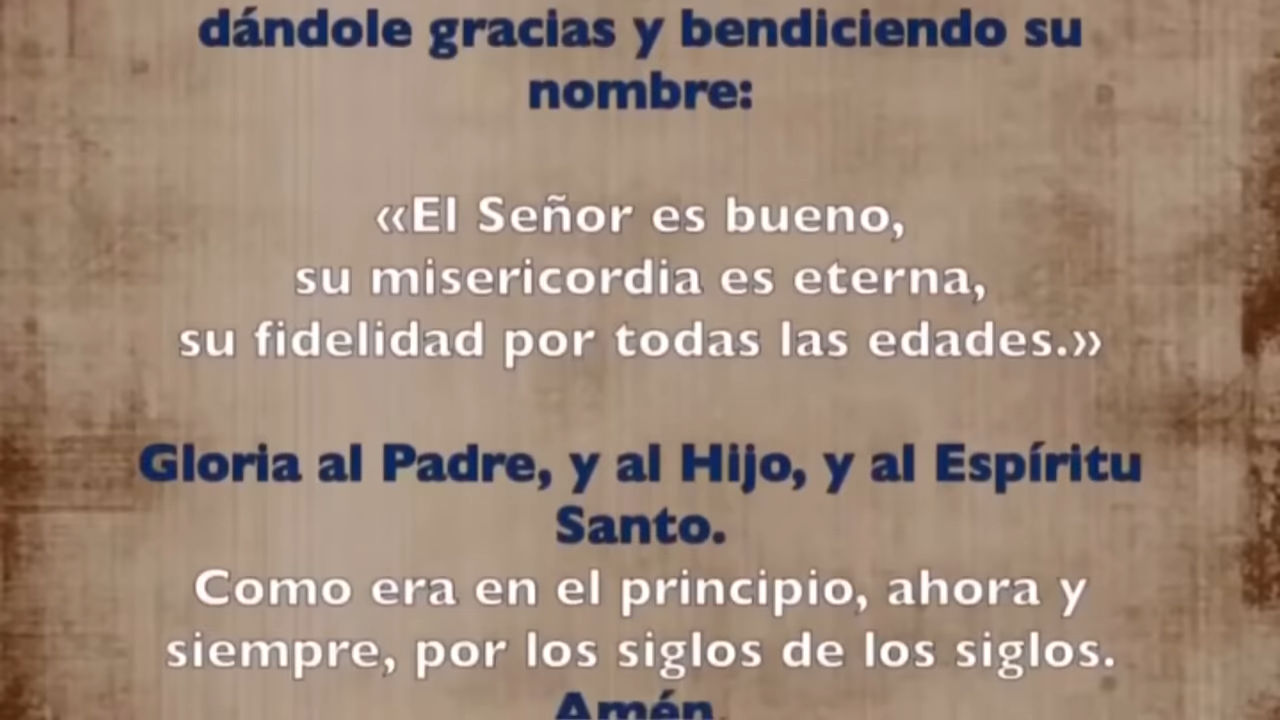 dándole gracias y bendiciendo su
nombre:
«El Señor es bueno,
su misericordia es eterna,
su fidelidad por todas las edades.»
Gloria al Padre, y al Hijo, y al Espíritu
Santo.
Como era en el principio, ahora y
siempre, por los siglos de los siglos.
Amén.